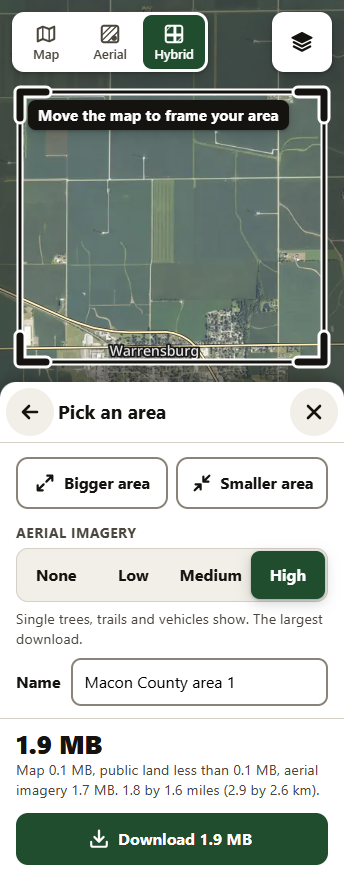 Map
Aerial
Hybrid
Move the map to frame your area
Warrensburg
Pick an area
Bigger area
Smaller area
AERIAL IMAGERY
None
Low
Medium
High
Single trees, trails and vehicles show. The largest
download.
Name
Macon County area 1
1.9 MB
Map 0.1 MB, public land less than 0.1 MB, aerial
imagery 1.7 MB. 1.8 by 1.6 miles (2.9 by 2.6 km).
Download 1.9 MB